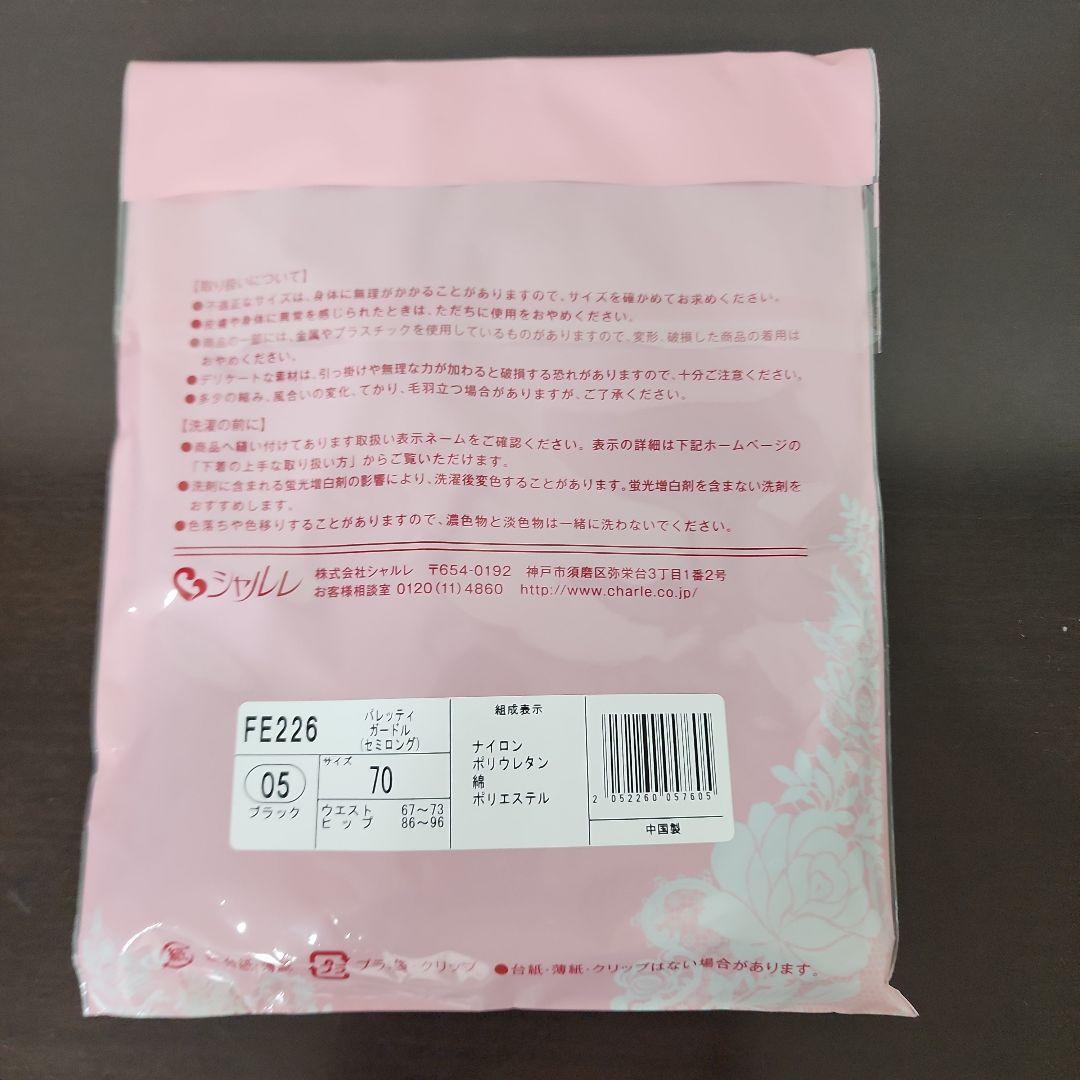 【取り扱いについて】
●不適正なサイズは、身体に無理がかかることがありますので、サイズを確かめてお求めください。
●皮膚や身体に異常を感じられたときは、ただちに使用をおやめください。
●商品の一部には、金属やプラスチックを使用しているものがありますので、変形、破損した商品の着用は
おやめください。
●デリケートな素材は、引っ掛けや無理な力が加わると破損する恐れがありますので、十分ご注意ください。
●多少の縮み、風合いの変化、てかり、毛羽立つ場合がありますが、ご了承ください。
【洗濯の前に】
●商品へ縫い付けてあります取扱い表示ネームをご確認ください。表示の詳細は下記ホームページの
「下着の上手な取り扱い方」からご覧いただけます。
●洗剤に含まれる蛍光増白剤の影響により、洗濯後変色することがあります。蛍光増白剤を含まない洗剤を
おすすめします。
●色落ちや色移りすることがありますので、濃色物と淡色物は一緒に洗わないでください。
シャルレ 株式会社シャルレ 〒654-0192 神戸市須磨区弥栄台3丁目1番2号
お客様相談室 0120(11)4860 http://www.charle.co.jp/
FE226
バレッティ
ガードル
(セミロング)
05
ブラック
サイズ
70
ウエスト 67～73
ヒップ 86～96
組成表示
ナイロン
ポリウレタン
綿
ポリエステル
2 052260 057605
中国製
紙 台紙・薄紙 プラ 袋・クリップ ●台紙・薄紙・クリップはない場合があります。